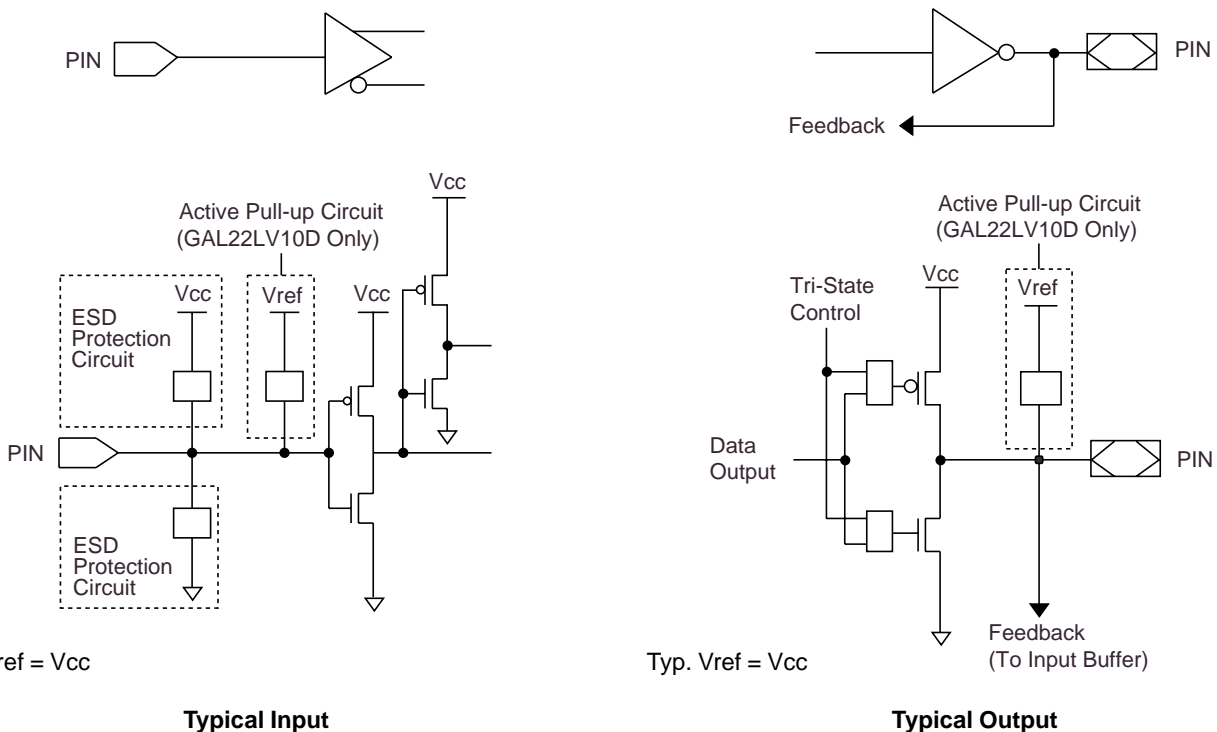 PIN
PIN
Feedback
Active Pull-up Circuit
(GAL22LV10D Only)
Vcc
ESD
Protection
Circuit
Vcc
Vref
Vcc
PIN
ESD
Protection
Circuit
ref = Vcc
Typical Input
Active Pull-up Circuit
(GAL22LV10D Only)
Tri-State
Control
Vcc
Vref
Data
Output
PIN
Feedback
(To Input Buffer)
Typ. Vref = Vcc
Typical Output